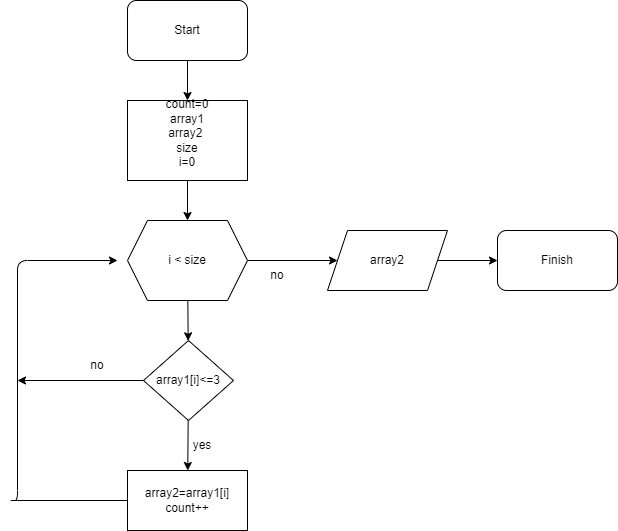 Start
count=0
array1
array2
size
i=0
i < size
no
array2
Finish
no
array1[i]<=3
yes
array2=array1[i]
count++